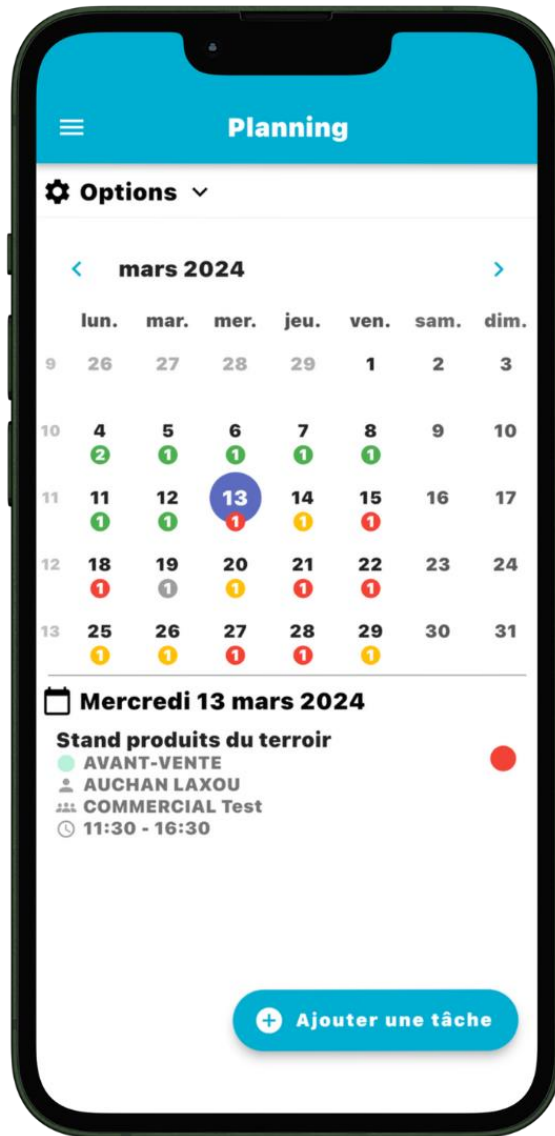 Planning
Options
mars 2024
lun. mar. mer. jeu. ven. sam. dim.
9 26 27 28 29 1 2 3
10 4 5 6 7 8 9 10
2 1 1 1 1
11 11 12 13 14 15 16 17
1 1 1 1 1
12 18 19 20 21 22 23 24
1 1 1 1 1
13 25 26 27 28 29 30 31
1 1 1 1 1
Mercredi 13 mars 2024
Stand produits du terroir
AVANT-VENTE
AUCHAN LAXOU
COMMERCIAL Test
11:30 - 16:30
Ajouter une tâche